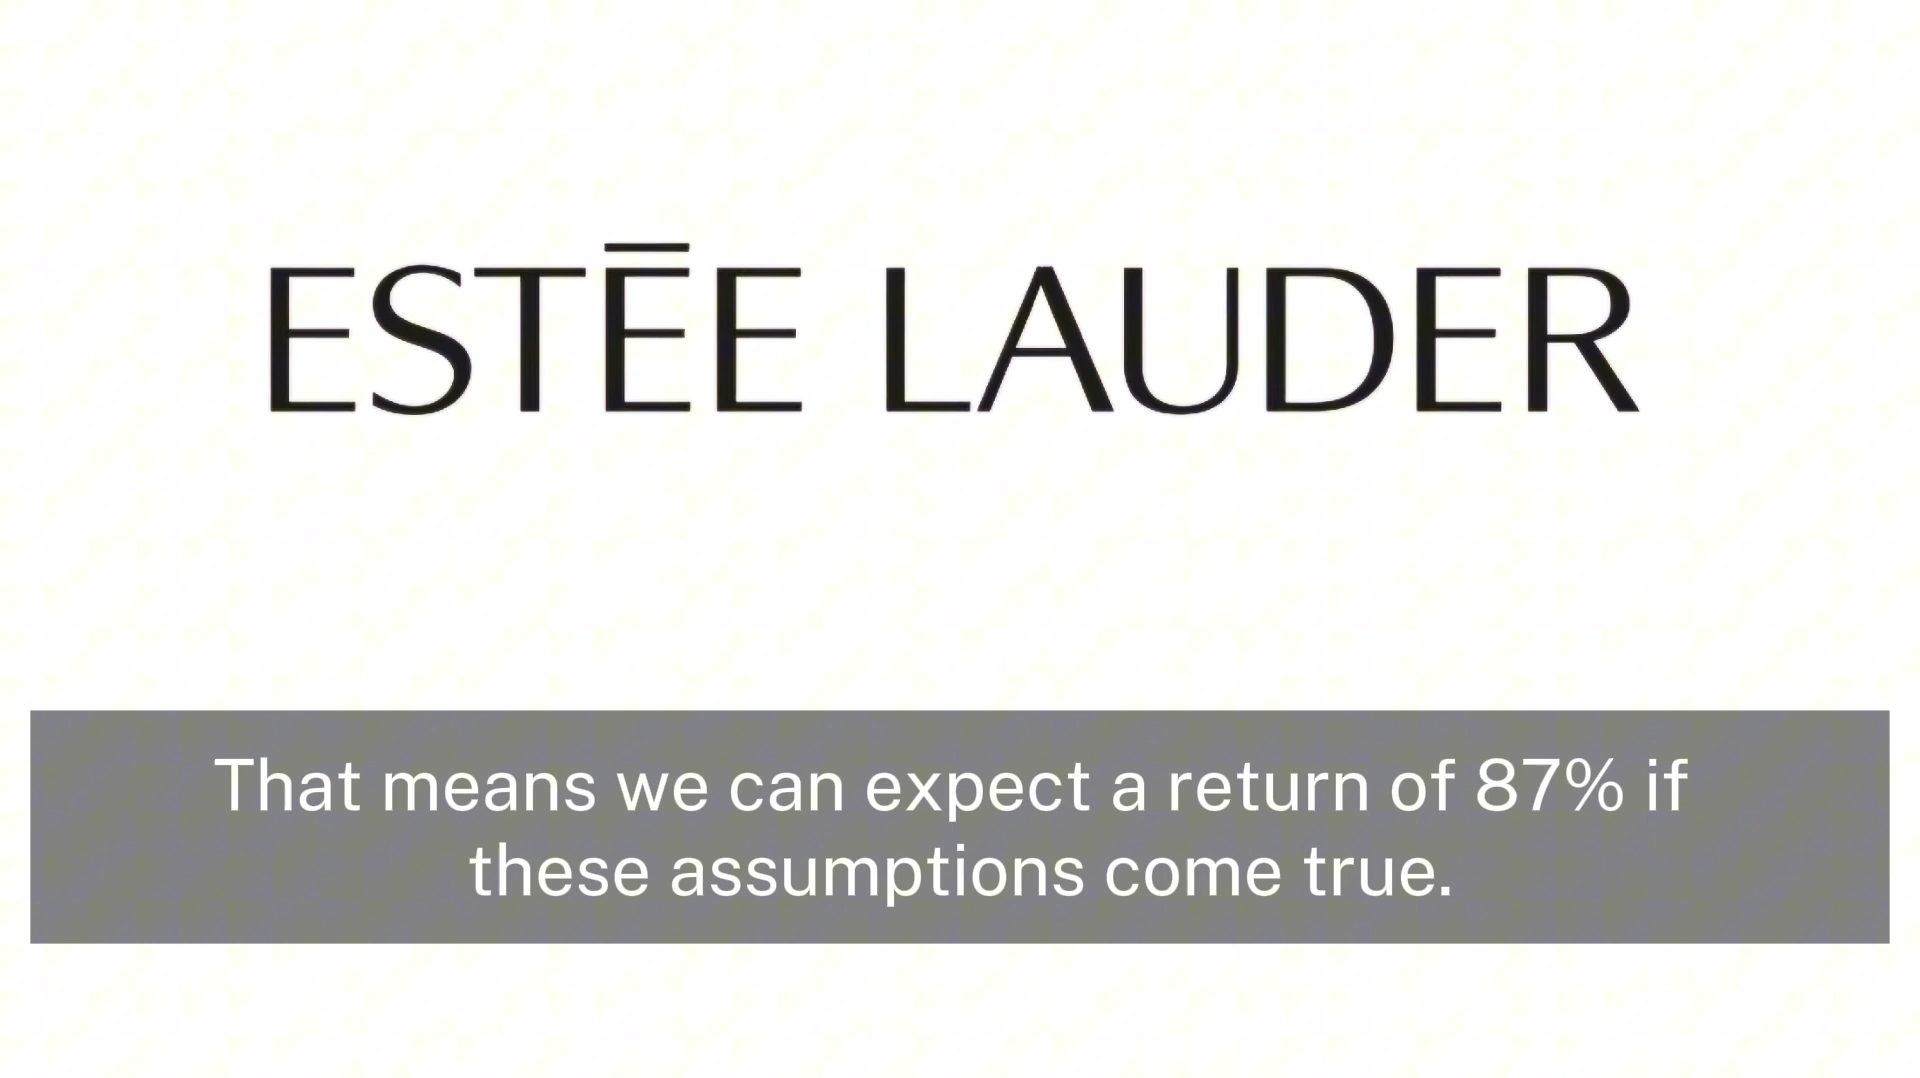 ESTĒE LAUDER
That means we can expect a return of 87% if
these assumptions come true.